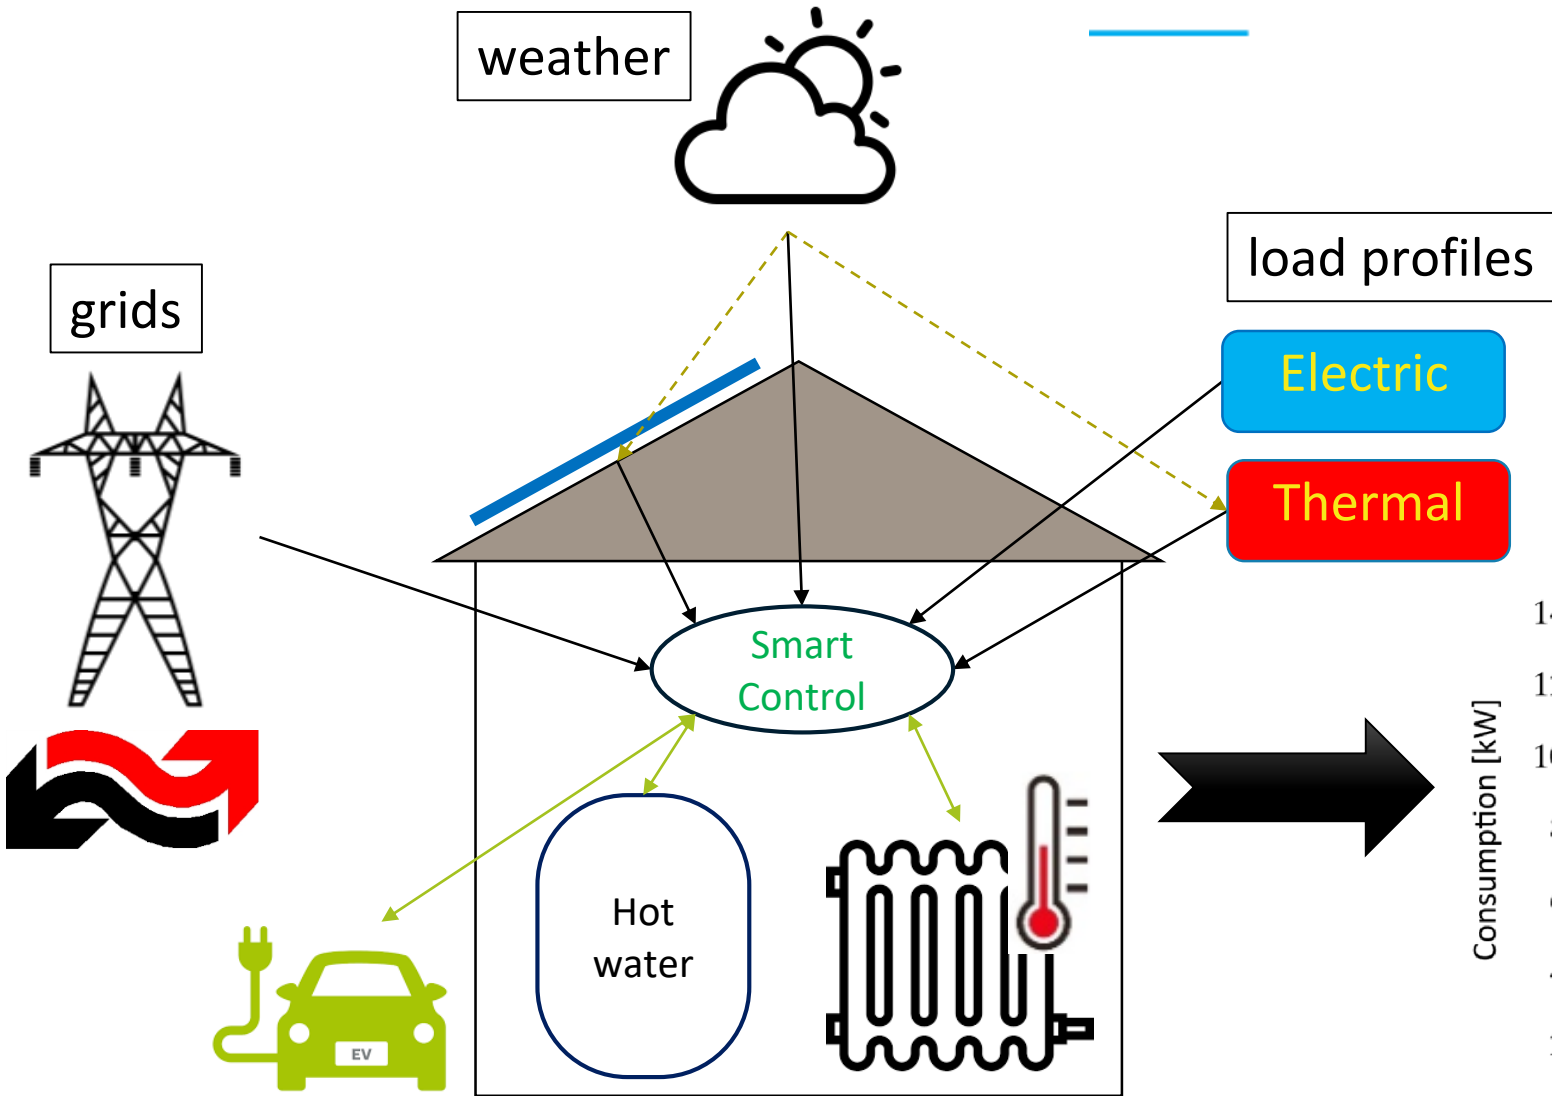 weather
load profiles
grids
Electric
Thermal
Smart
Control
Hot
water
EV
Consumption [kW]